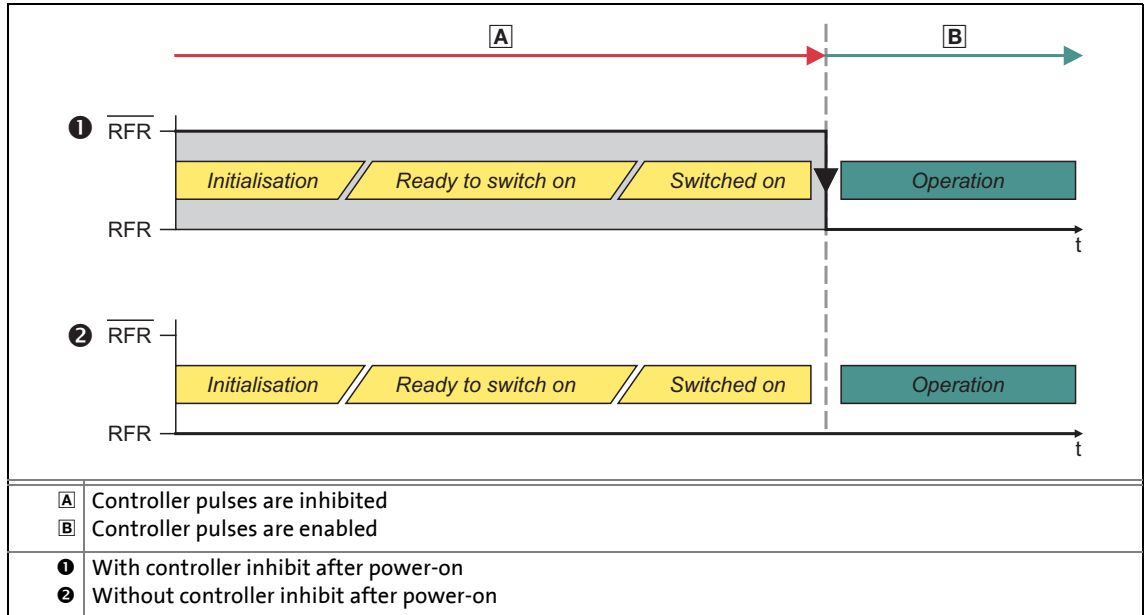 A B
❶ R̅F̅R̅
Initialisation Ready to switch on Switched on Operation
RFR
t
❷ R̅F̅R̅
Initialisation Ready to switch on Switched on Operation
RFR
t
A Controller pulses are inhibited
B Controller pulses are enabled
❶ With controller inhibit after power-on
❷ Without controller inhibit after power-on